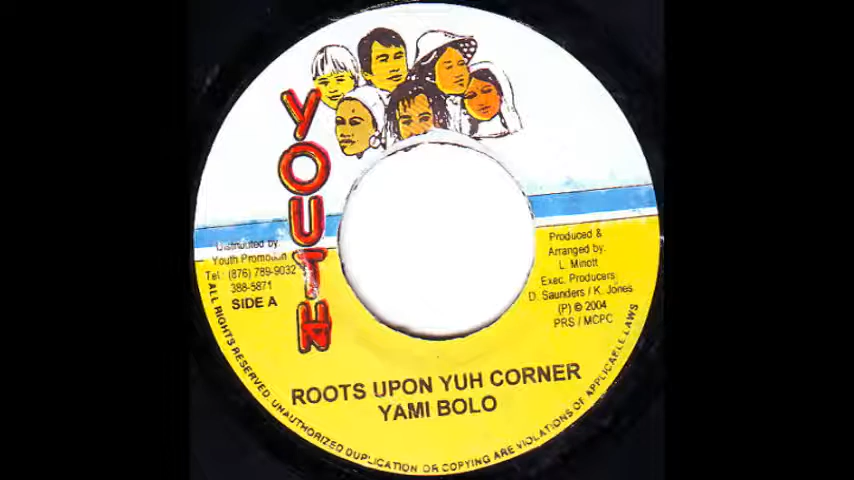 YOUTH
Distributed by
Youth Promotion
Tel: (876) 789-9032
388-5871
SIDE A
Produced &
Arranged by:
L. Minott
Exec. Producers:
D. Saunders / K. Jones
(P) © 2004
PRS / MCPC
ROOTS UPON YUH CORNER
YAMI BOLO
ALL RIGHTS RESERVED. UNAUTHORIZED DUPLICATION OR COPYING ARE VIOLATIONS OF APPLICABLE LAWS